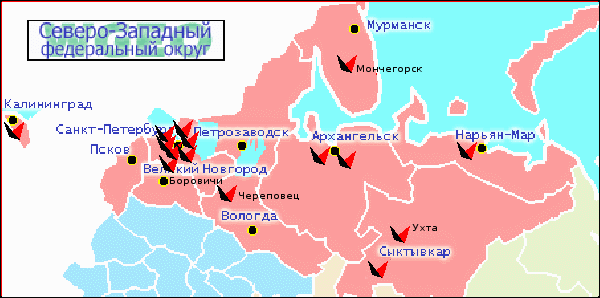 Северо-Западный
федеральный округ
Мурманск
Мончегорск
Калининград
Санкт-Петербург
Петрозаводск
Архангельск
Нарьян-Мар
Псков
Великий Новгород
Боровичи
Череповец
Вологда
Ухта
Сыктывкар